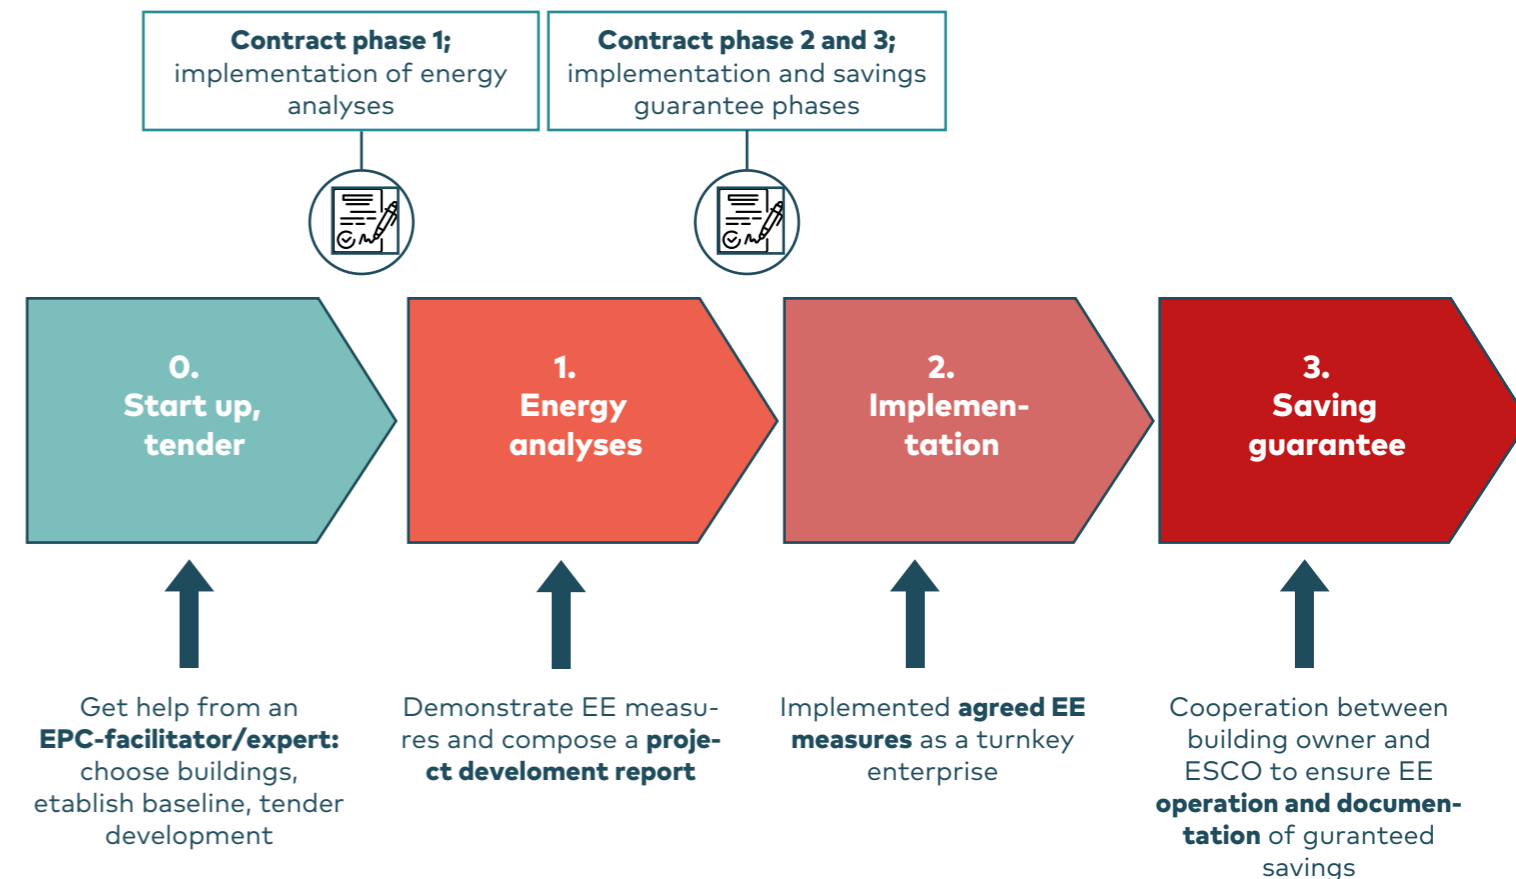 Contract phase 1;
implementation of energy
analyses
Contract phase 2 and 3;
implementation and savings
guarantee phases
0.
Start up,
tender
1.
Energy
analyses
2.
Implemen-
tation
3.
Saving
guarantee
Get help from an
EPC-facilitator/expert:
choose buildings,
etablish baseline, tender
development
Demonstrate EE measu-
res and compose a proje-
ct develoment report
Implemented agreed EE
measures as a turnkey
enterprise
Cooperation between
building owner and
ESCO to ensure EE
operation and documen-
tation of guranteed
savings